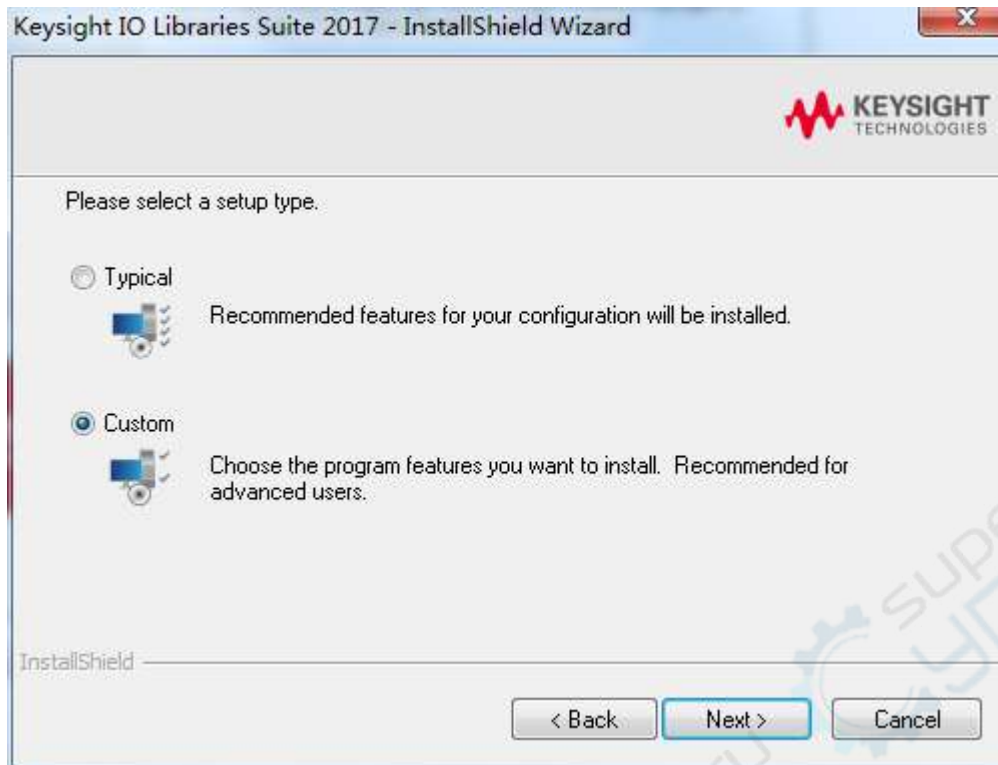 Keysight IO Libraries Suite 2017 - InstallShield Wizard
KEYSIGHT
TECHNOLOGIES
Please select a setup type.
Typical
Recommended features for your configuration will be installed.
Custom
Choose the program features you want to install. Recommended for
advanced users.
InstallShield
< Back
Next >
Cancel